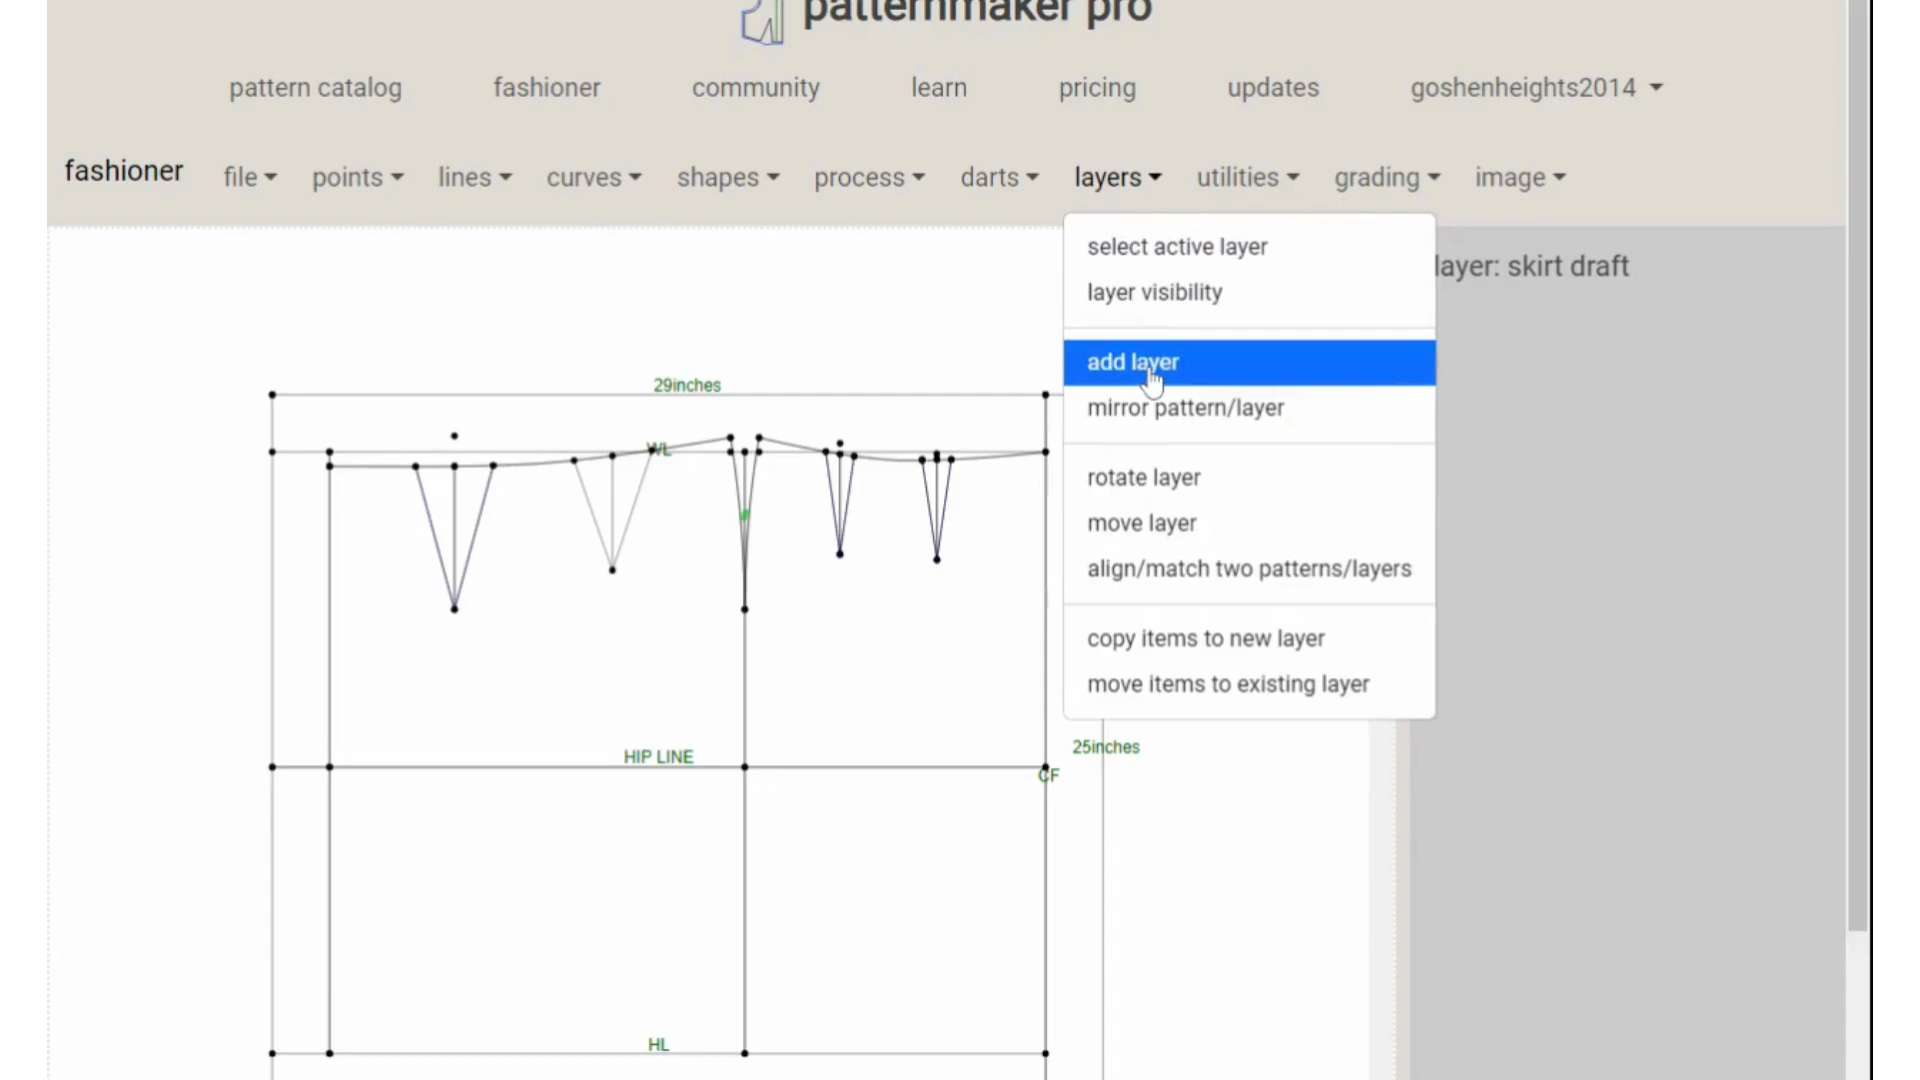 patternmaker pro
pattern catalog fashioner community learn pricing updates goshenheights2014
fashioner file points lines curves shapes process darts layers utilities grading image
select active layer
layer visibility
add layer
mirror pattern/layer
rotate layer
move layer
align/match two patterns/layers
copy items to new layer
move items to existing layer
layer: skirt draft
29inches
WL
HIP LINE
25inches
CF
HL